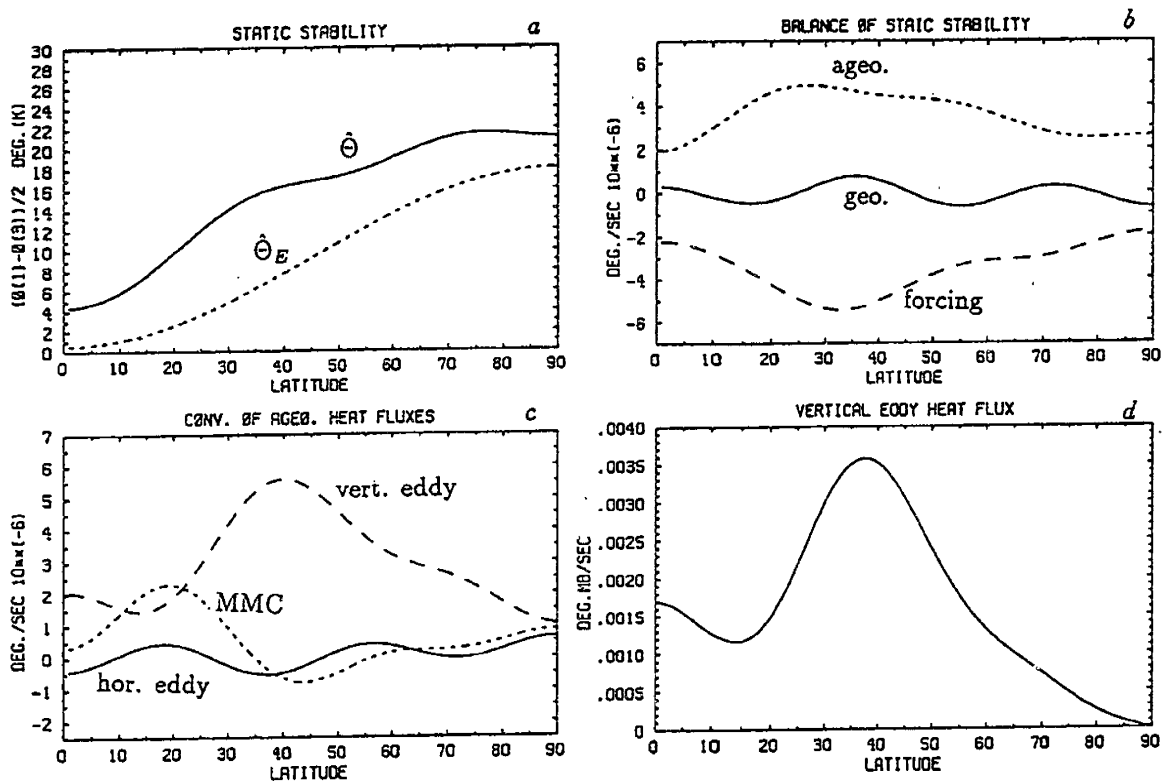 STATIC STABILITY
a
(Ø(1)-Ø(3))/2 DEG.(K)
30
28
26
24
22
20
18
16
14
12
10
8
6
4
2
0
Θ̂
Θ̂E
0 10 20 30 40 50 60 70 80 90
LATITUDE
BALANCE ØF STAIC STABILITY
b
DEG./SEC 10**(-6)
6
4
2
0
-2
-4
-6
ageo.
geo.
forcing
0 10 20 30 40 50 60 70 80 90
LATITUDE
CØNV. ØF AGEØ. HEAT FLUXES
c
DEG./SEC 10**(-6)
7
6
5
4
3
2
1
0
-1
-2
vert. eddy
MMC
hor. eddy
0 10 20 30 40 50 60 70 80 90
LATITUDE
VERTICAL EDDY HEAT FLUX
d
DEG.MB/SEC
.0040
.0035
.0030
.0025
.0020
.0015
.0010
.0005
0
0 10 20 30 40 50 60 70 80 90
LATITUDE